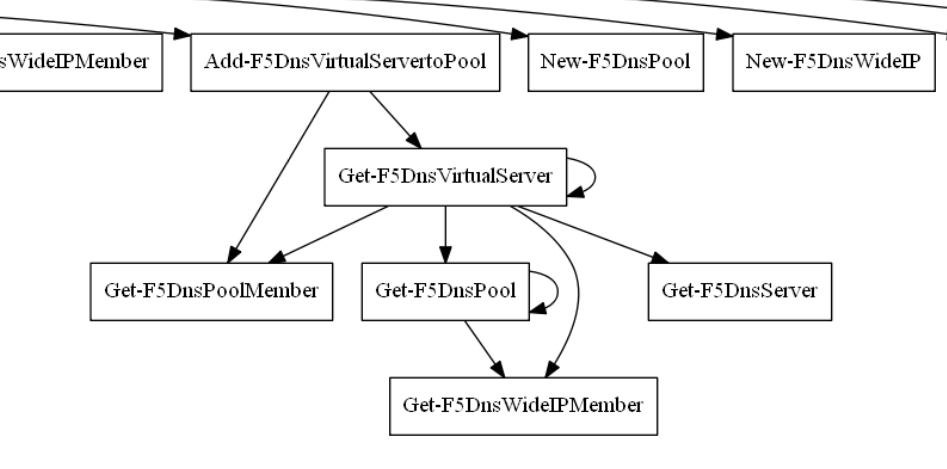 sWideIPMember
Add-F5DnsVirtualServertoPool
New-F5DnsPool
New-F5DnsWideIP
Get-F5DnsVirtualServer
Get-F5DnsPoolMember
Get-F5DnsPool
Get-F5DnsServer
Get-F5DnsWideIPMember